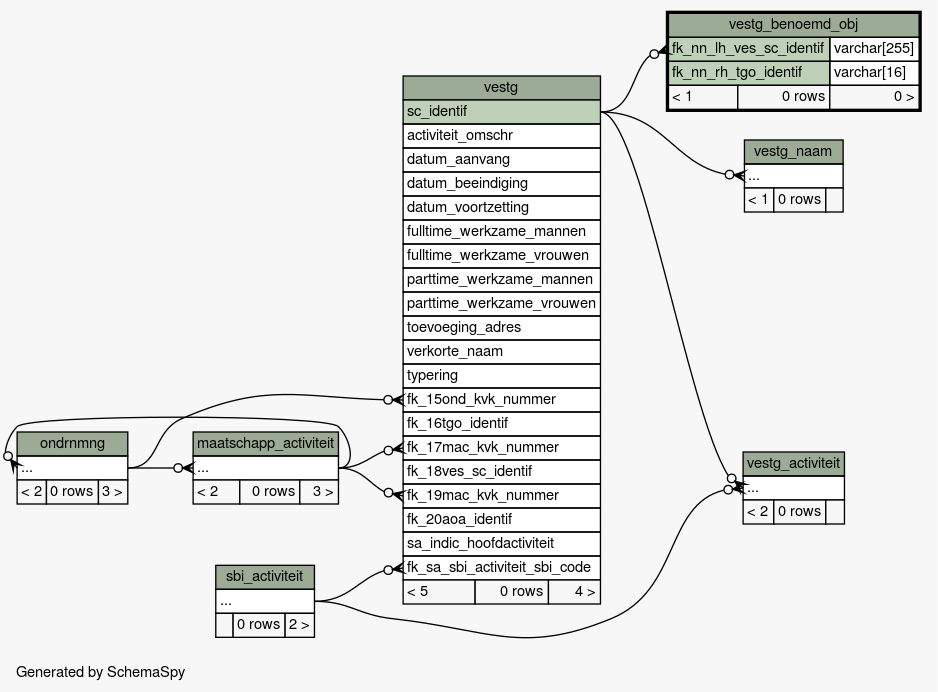 vestg_benoemd_obj
fk_nn_lh_ves_sc_identif varchar[255]
fk_nn_rh_tgo_identif varchar[16]
< 1 0 rows 0 >
vestg
sc_identif
activiteit_omschr
datum_aanvang
datum_beeindiging
datum_voortzetting
fulltime_werkzame_mannen
fulltime_werkzame_vrouwen
parttime_werkzame_mannen
parttime_werkzame_vrouwen
toevoeging_adres
verkorte_naam
typering
fk_15ond_kvk_nummer
fk_16tgo_identif
fk_17mac_kvk_nummer
fk_18ves_sc_identif
fk_19mac_kvk_nummer
fk_20aoa_identif
sa_indic_hoofdactiviteit
fk_sa_sbi_activiteit_sbi_code
< 5 0 rows 4 >
vestg_naam
...
< 1 0 rows
ondrnmng
...
< 2 0 rows 3 >
maatschapp_activiteit
...
< 2 0 rows 3 >
vestg_activiteit
...
< 2 0 rows
sbi_activiteit
...
0 rows 2 >
Generated by SchemaSpy